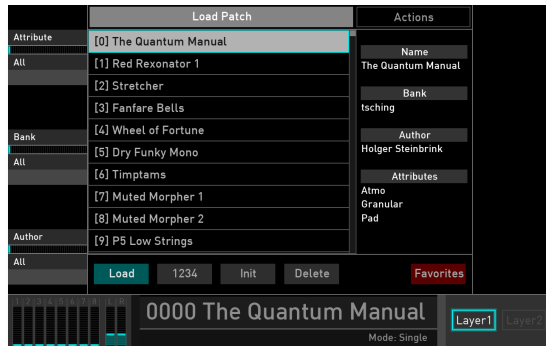 Load Patch
Actions
Attribute
All
Bank
All
Author
All
[0] The Quantum Manual
[1] Red Rexonator 1
[2] Stretcher
[3] Fanfare Bells
[4] Wheel of Fortune
[5] Dry Funky Mono
[6] Timptams
[7] Muted Morpher 1
[8] Muted Morpher 2
[9] P5 Low Strings
Name
The Quantum Manual
Bank
tsching
Author
Holger Steinbrink
Attributes
Atmo
Granular
Pad
Load 1234 Init Delete Favorites
1 2 3 4 5 6 7 8 L R
0000 The Quantum Manual
Mode: Single
Layer1 Layer2